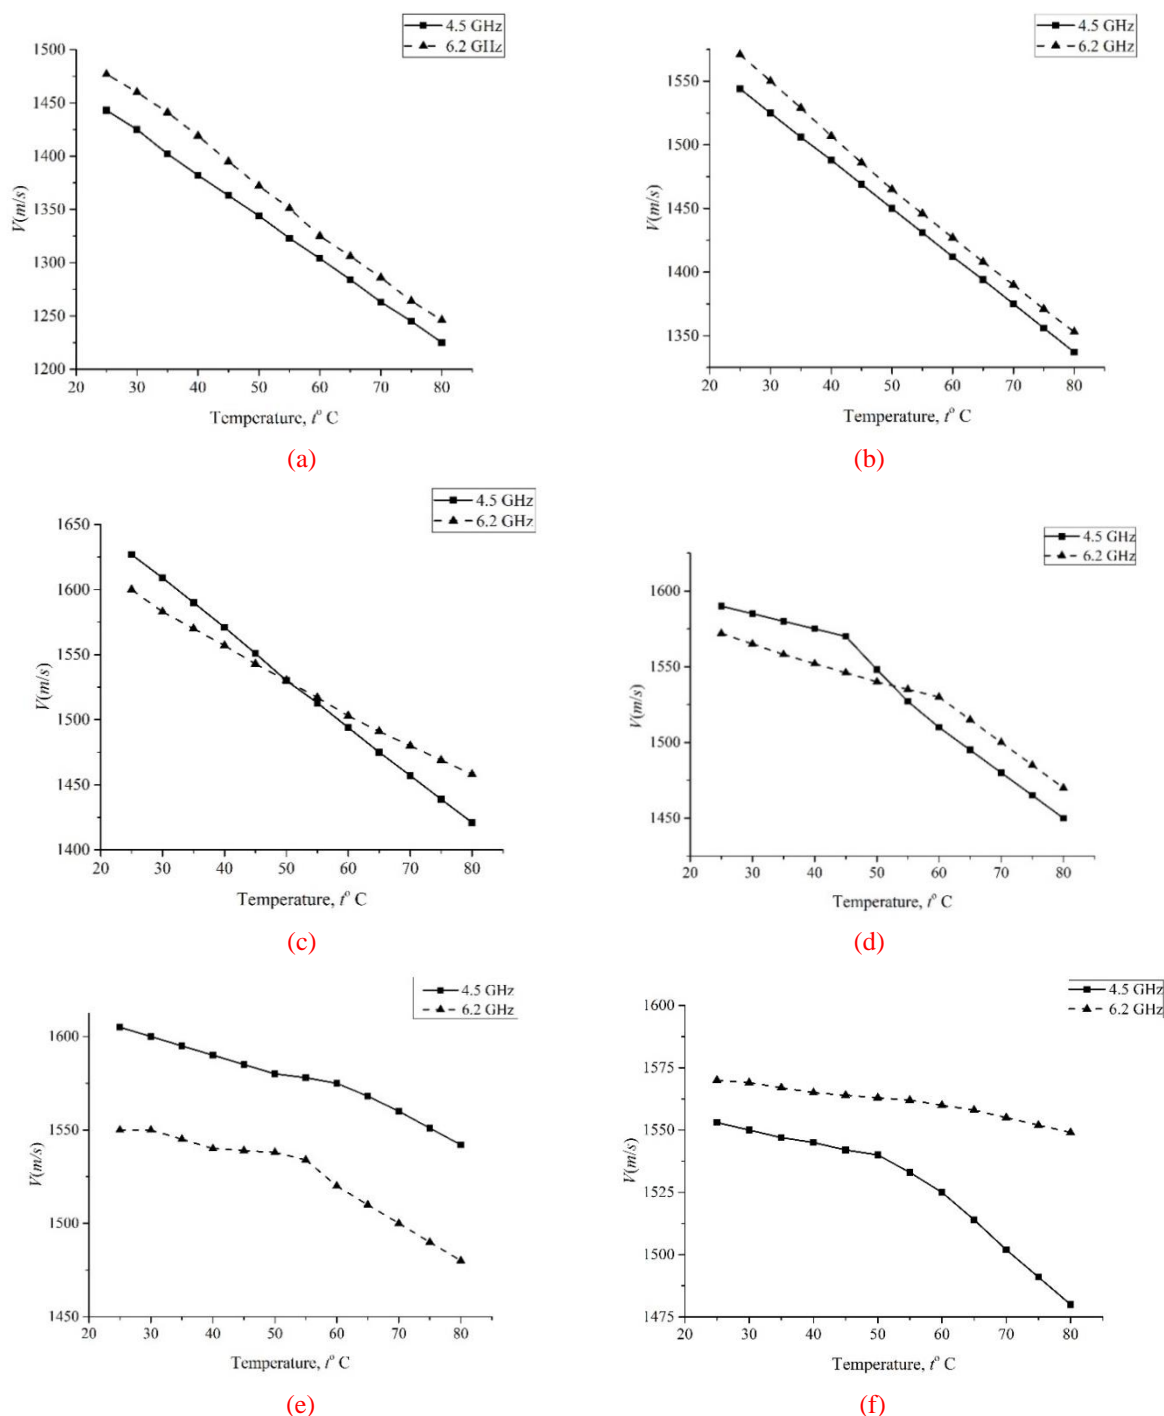 4.5 GHz
6.2 GHz
1500
1450
1400
1350
1300
1250
1200
V(m/s)
20 30 40 50 60 70 80
Temperature, t° C
(a)
4.5 GHz
6.2 GHz
1550
1500
1450
1400
1350
V(m/s)
20 30 40 50 60 70 80
Temperature, t° C
(b)
4.5 GHz
6.2 GHz
1650
1600
1550
1500
1450
1400
V(m/s)
20 30 40 50 60 70 80
Temperature, t° C
(c)
4.5 GHz
6.2 GHz
1600
1550
1500
1450
V(m/s)
20 30 40 50 60 70 80
Temperature, t° C
(d)
4.5 GHz
6.2 GHz
1600
1550
1500
1450
V(m/s)
20 30 40 50 60 70 80
Temperature, t° C
(e)
4.5 GHz
6.2 GHz
1600
1575
1550
1525
1500
1475
V(m/s)
20 30 40 50 60 70 80
Temperature, t° C
(f)